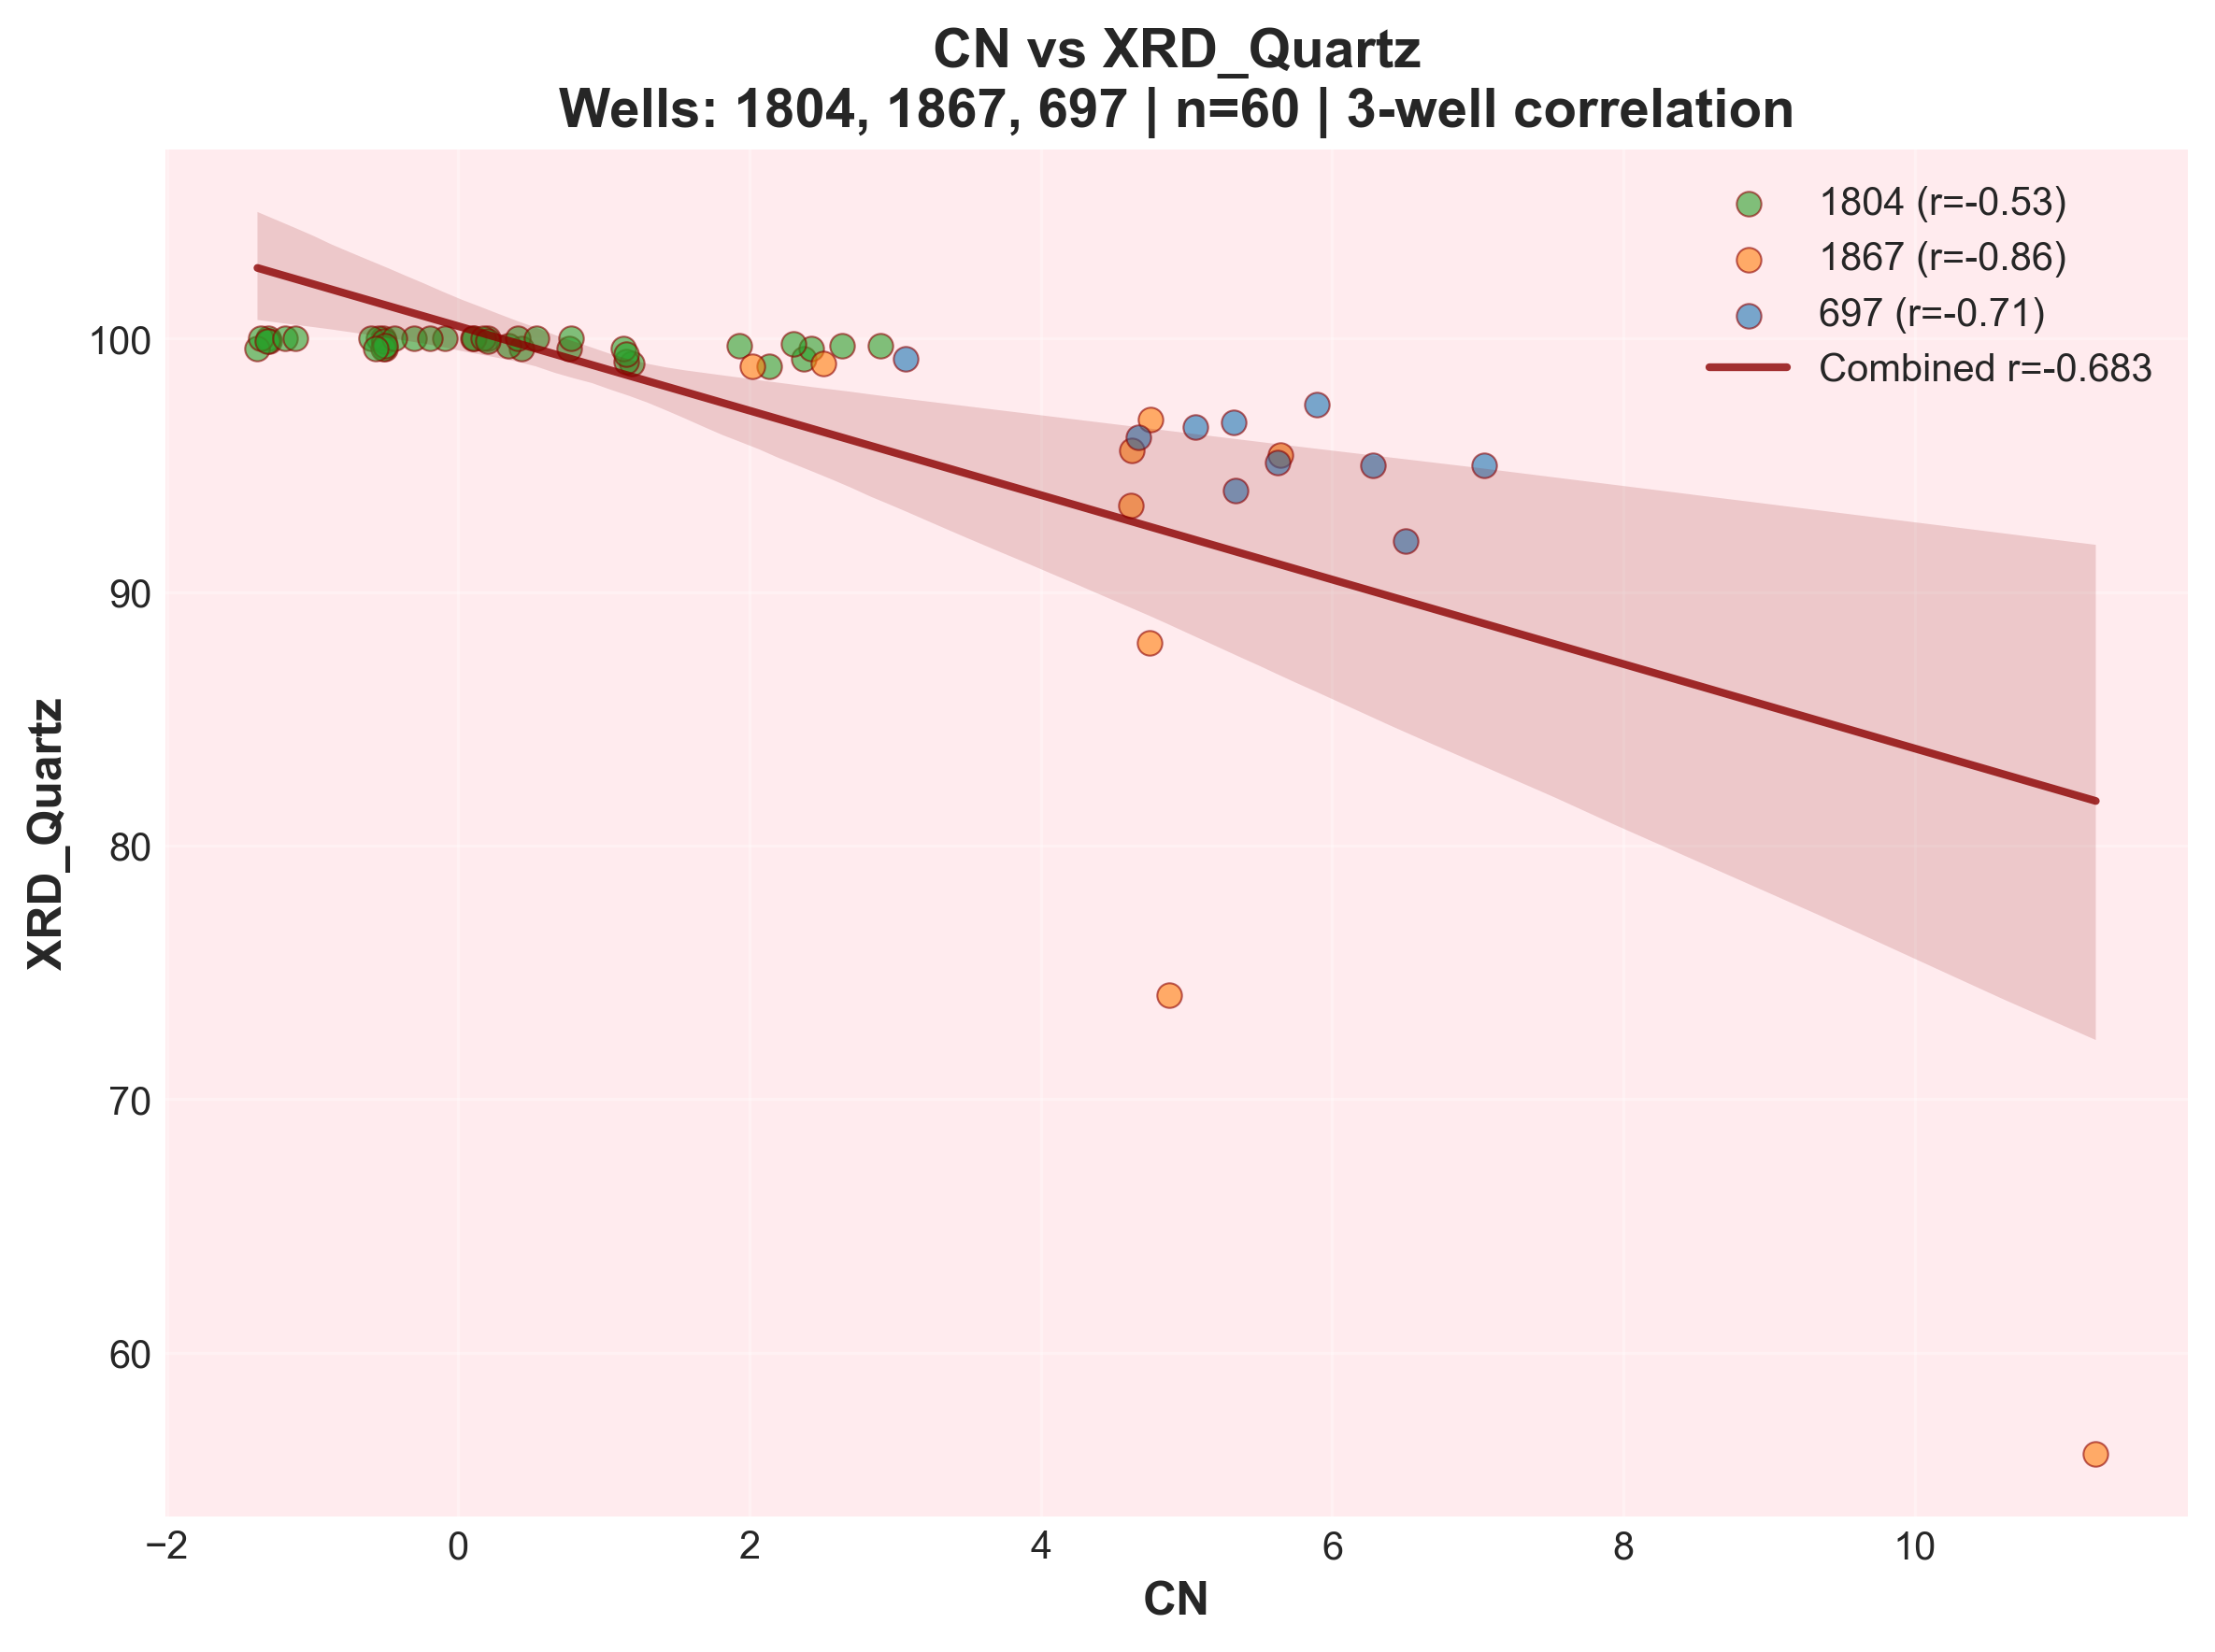 CN vs XRD_Quartz
Wells: 1804, 1867, 697 | n=60 | 3-well correlation
1804 (r=-0.53)
1867 (r=-0.86)
697 (r=-0.71)
Combined r=-0.683
XRD_Quartz
100
90
80
70
60
−2 0 2 4 6 8 10
CN